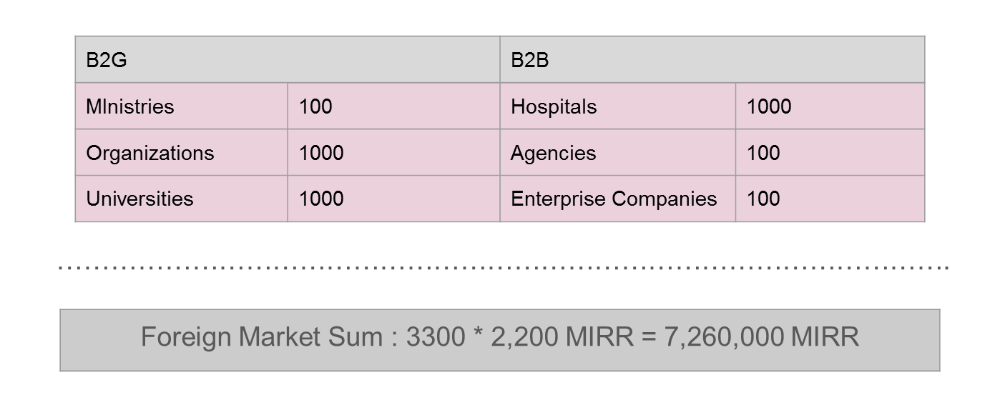 B2G B2B
MInistries 100 Hospitals 1000
Organizations 1000 Agencies 100
Universities 1000 Enterprise Companies 100
Foreign Market Sum : 3300 * 2,200 MIRR = 7,260,000 MIRR